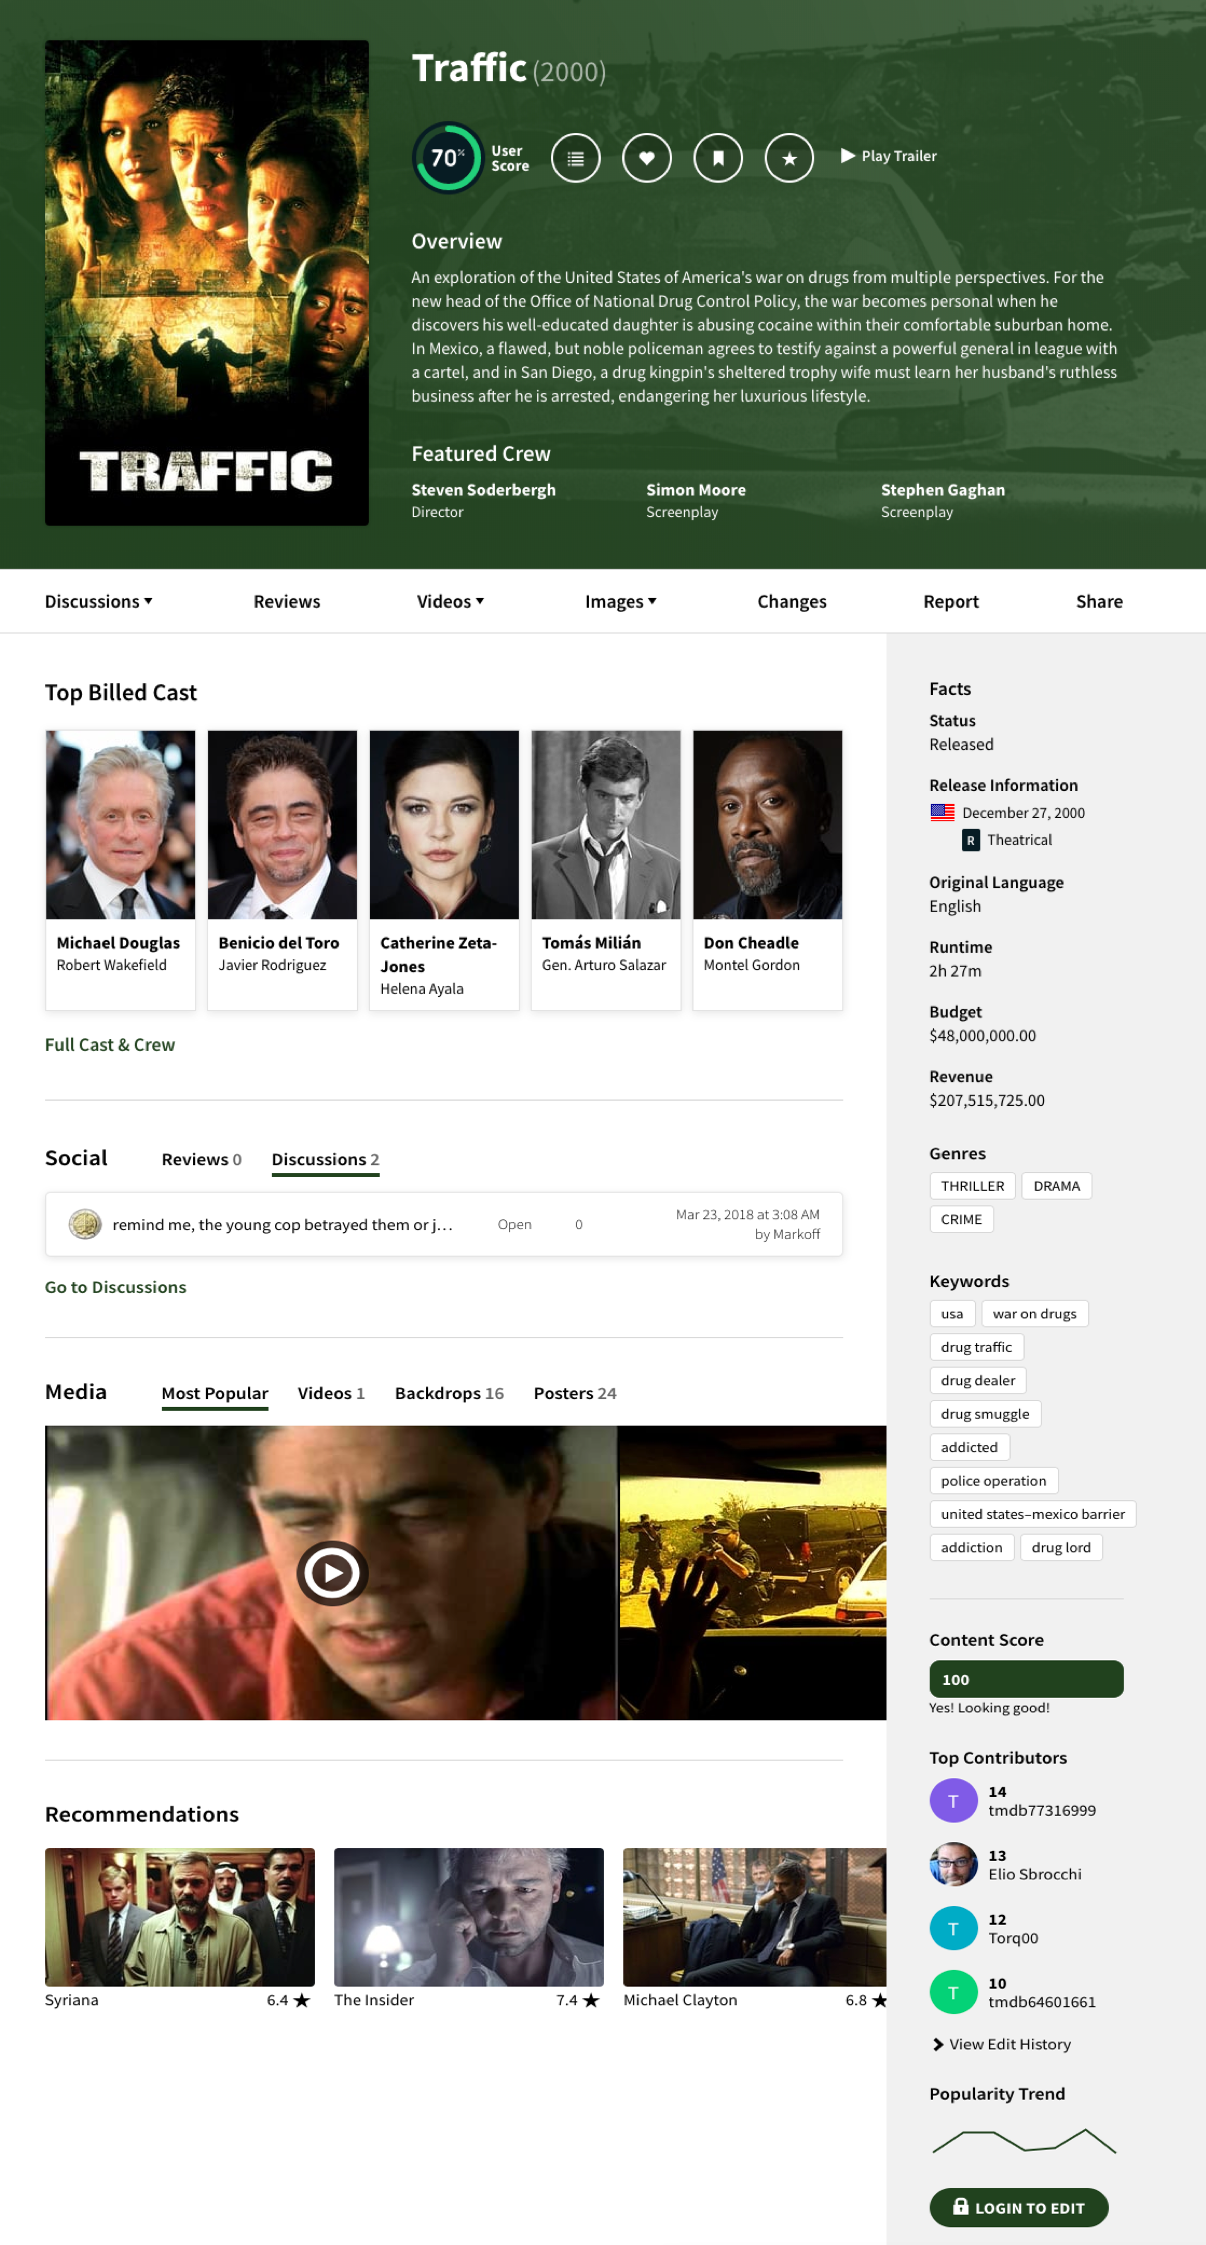 TRAFFIC
Traffic (2000)
70%
User
Score
Play Trailer
Overview
An exploration of the United States of America's war on drugs from multiple perspectives. For the
new head of the Office of National Drug Control Policy, the war becomes personal when he
discovers his well-educated daughter is abusing cocaine within their comfortable suburban home.
In Mexico, a flawed, but noble policeman agrees to testify against a powerful general in league with
a cartel, and in San Diego, a drug kingpin's sheltered trophy wife must learn her husband's ruthless
business after he is arrested, endangering her luxurious lifestyle.
Featured Crew
Steven Soderbergh
Director
Simon Moore
Screenplay
Stephen Gaghan
Screenplay
Discussions Reviews Videos Images Changes Report Share
Top Billed Cast
Michael Douglas
Robert Wakefield
Benicio del Toro
Javier Rodriguez
Catherine Zeta-
Jones
Helena Ayala
Tomás Milián
Gen. Arturo Salazar
Don Cheadle
Montel Gordon
Full Cast & Crew
Social Reviews 0 Discussions 2
remind me, the young cop betrayed them or j… Open 0
Mar 23, 2018 at 3:08 AM
by Markoff
Go to Discussions
Media Most Popular Videos 1 Backdrops 16 Posters 24
Recommendations
Syriana 6.4
The Insider 7.4
Michael Clayton 6.8
Facts
Status
Released
Release Information
December 27, 2000
R Theatrical
Original Language
English
Runtime
2h 27m
Budget
$48,000,000.00
Revenue
$207,515,725.00
Genres
THRILLER DRAMA
CRIME
Keywords
usa war on drugs
drug traffic
drug dealer
drug smuggle
addicted
police operation
united states–mexico barrier
addiction drug lord
Content Score
100
Yes! Looking good!
Top Contributors
T
14
tmdb77316999
13
Elio Sbrocchi
T
12
Torq00
T
10
tmdb64601661
View Edit History
Popularity Trend
LOGIN TO EDIT